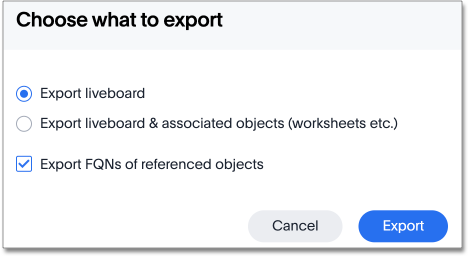 Choose what to export
Export liveboard
Export liveboard & associated objects (worksheets etc.)
Export FQNs of referenced objects
Cancel
Export